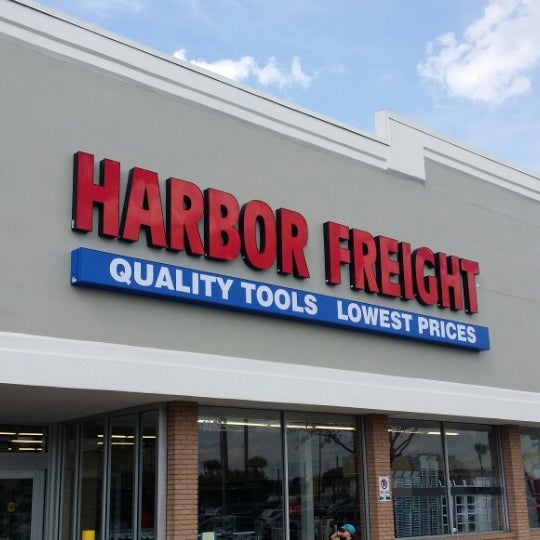 HARBOR FREIGHT
QUALITY TOOLS LOWEST PRICES